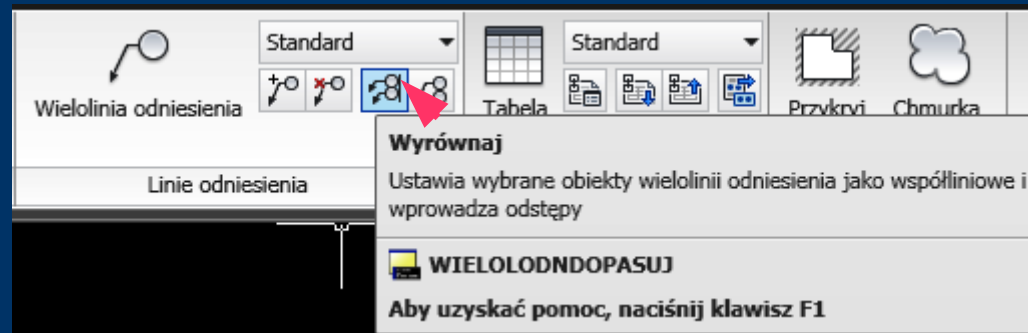 Standard
Standard
Wielolinia odniesienia
Tabela
Przykryj
Chmurka
Linie odniesienia
Wyrównaj
Ustawia wybrane obiekty wielolinii odniesienia jako współliniowe i
wprowadza odstępy
WIELOLODNDOPASUJ
Aby uzyskać pomoc, naciśnij klawisz F1